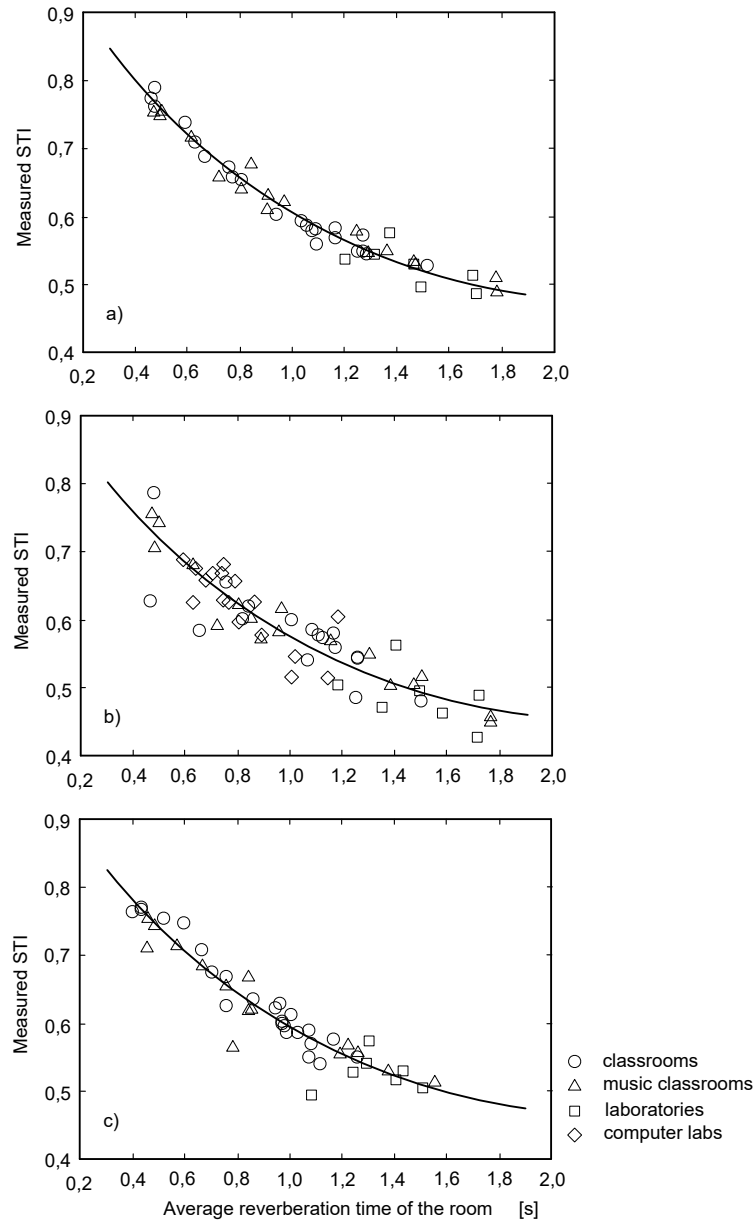 0,9
0,8
0,7
0,6
0,5
0,4
Measured STI
a)
0,2 0,4 0,6 0,8 1,0 1,2 1,4 1,6 1,8 2,0
0,9
0,8
0,7
0,6
0,5
0,4
Measured STI
b)
0,2 0,4 0,6 0,8 1,0 1,2 1,4 1,6 1,8 2,0
0,9
0,8
0,7
0,6
0,5
0,4
Measured STI
c)
0,2 0,4 0,6 0,8 1,0 1,2 1,4 1,6 1,8 2,0
Average reverberation time of the room [s]
classrooms
music classrooms
laboratories
computer labs